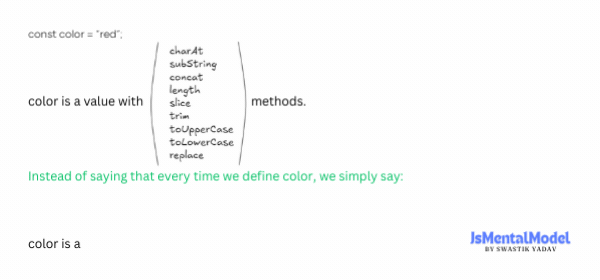 const color = "red";
charAt
subString
concat
length
color is a value with slice methods.
trim
toUpperCase
toLowerCase
replace
Instead of saying that every time we define color, we simply say:
color is a
JsMentalModel
BY SWASTIK YADAV